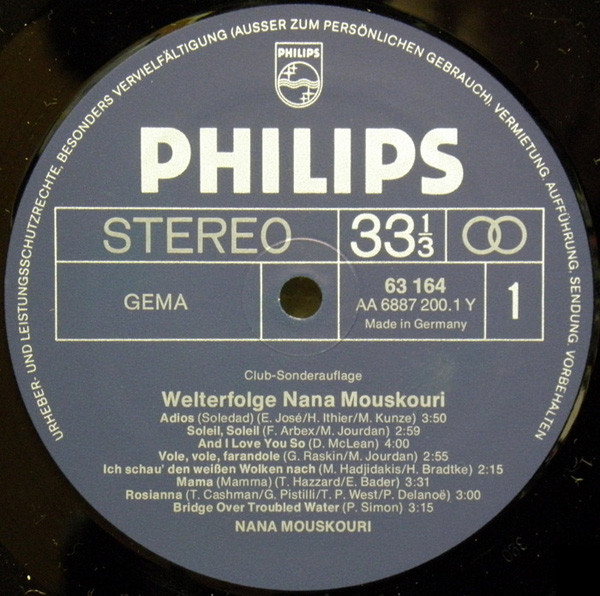 URHEBER- UND LEISTUNGSSCHUTZRECHTE, BESONDERS VERVIELFÄLTIGUNG (AUSSER ZUM PERSÖNLICHEN GEBRAUCH), VERMIETUNG, AUFFÜHRUNG, SENDUNG, VORBEHALTEN
PHILIPS
PHILIPS
STEREO 33 1/3
GEMA
63 164
AA 6887 200.1 Y
Made in Germany
1
Club-Sonderauflage
Welterfolge Nana Mouskouri
Adios (Soledad) (E. José/H. Ithier/M. Kunze) 3:50
Soleil, Soleil (F. Arbex/M. Jourdan) 2:59
And I Love You So (D. McLean) 4:00
Vole, vole, farandole (G. Raskin/M. Jourdan) 2:55
Ich schau' den weißen Wolken nach (M. Hadjidakis/H. Bradtke) 2:15
Mama (Mamma) (T. Hazzard/E. Bader) 3:31
Rosianna (T. Cashman/G. Pistilli/T. P. West/P. Delanoë) 3:00
Bridge Over Troubled Water (P. Simon) 3:15
NANA MOUSKOURI